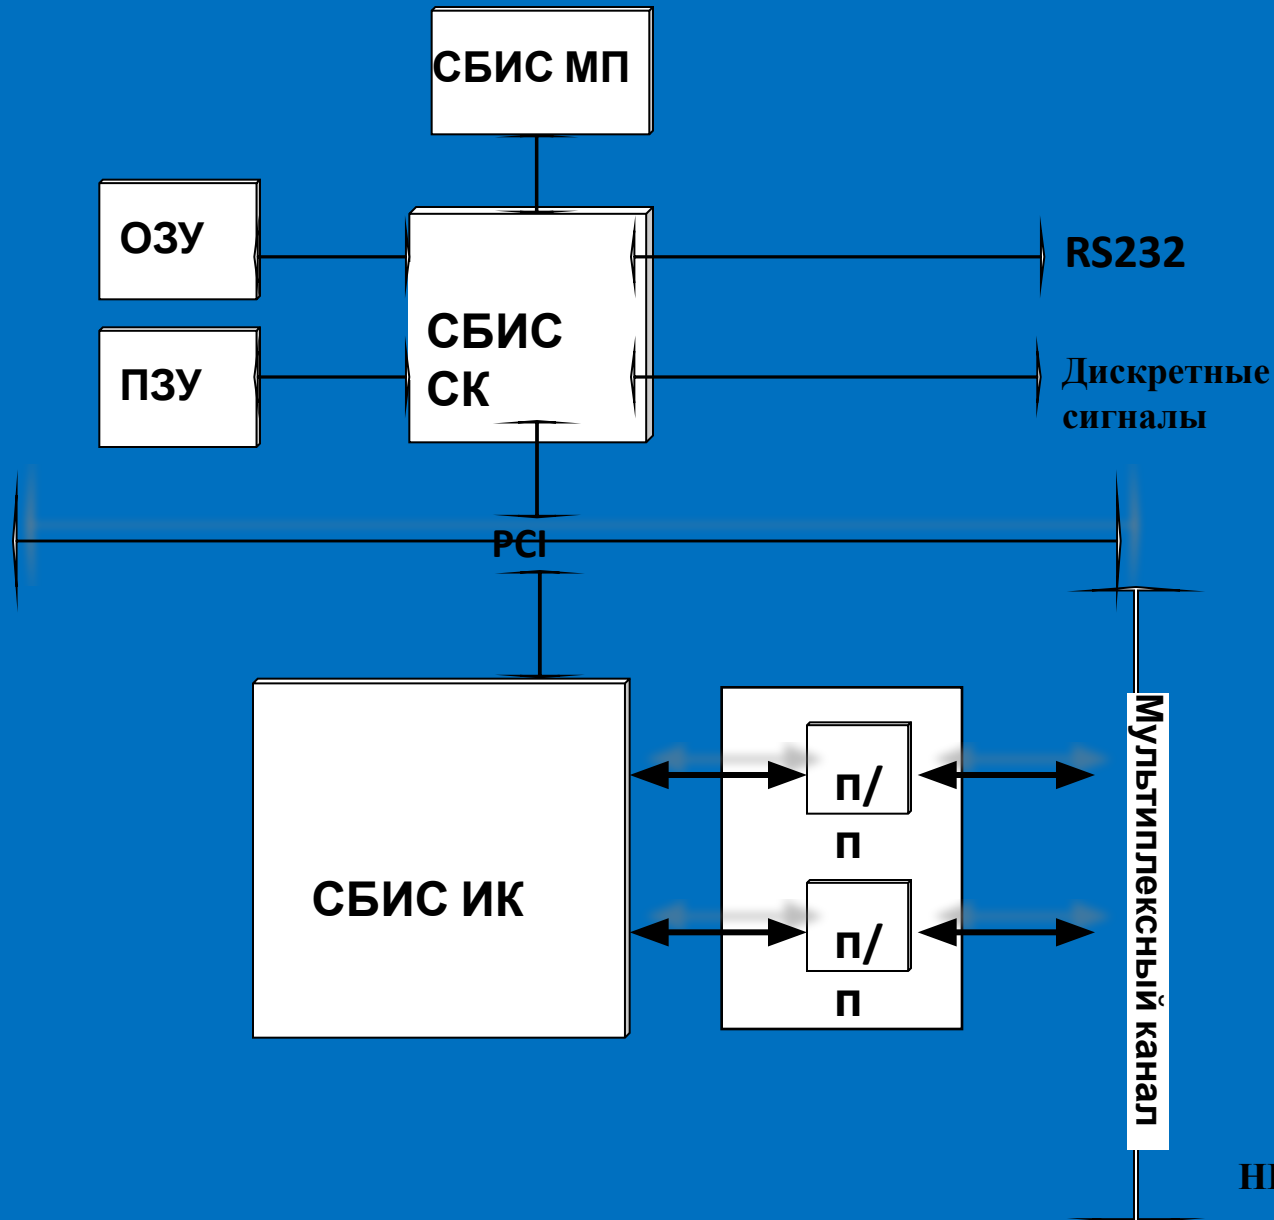 СБИС МП
ОЗУ
RS232
СБИС
СК
ПЗУ
Дискретные
сигналы
PCI
п/
п
п/
п
СБИС ИК
Мультиплексный канал